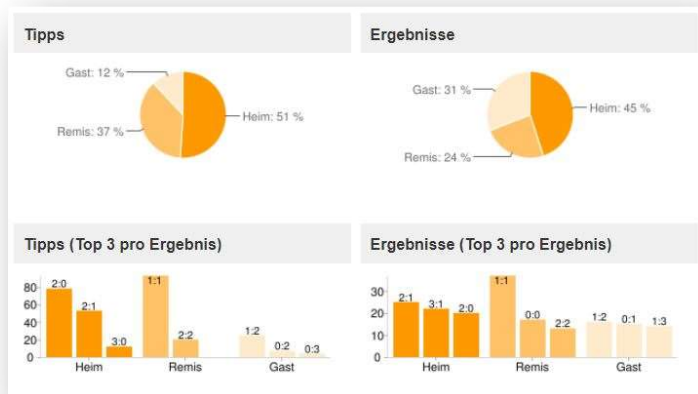 Tipps
Gast: 12 %
Heim: 51 %
Remis: 37 %
Ergebnisse
Gast: 31 %
Heim: 45 %
Remis: 24 %
Tipps (Top 3 pro Ergebnis)
80
60
40
20
0
2:0
2:1
3:0
1:1
2:2
1:2
0:2
0:3
Heim
Remis
Gast
Ergebnisse (Top 3 pro Ergebnis)
30
20
10
0
2:1
3:1
2:0
1:1
0:0
2:2
1:2
0:1
1:3
Heim
Remis
Gast